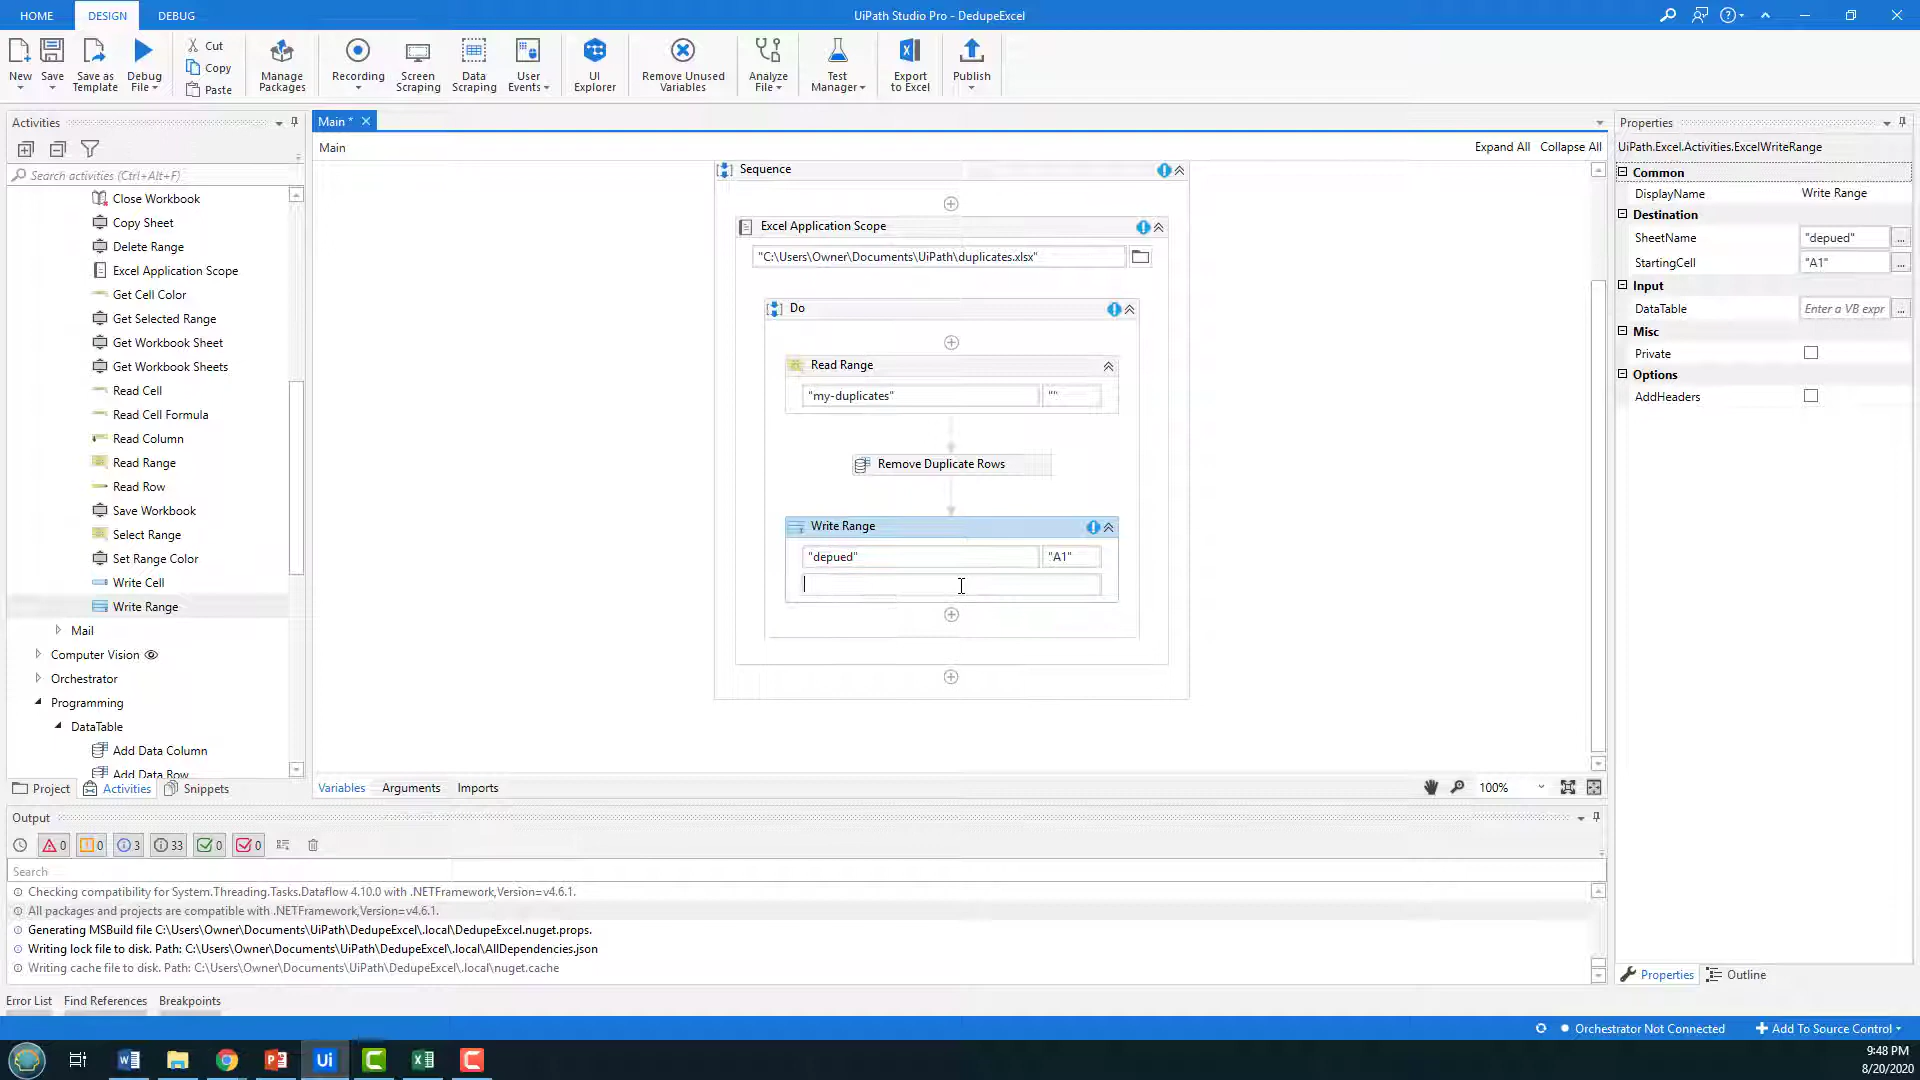 HOME DESIGN DEBUG UiPath Studio Pro - DedupeExcel
New Save Save as Template Debug File Cut Copy Paste Manage Packages Recording Screen Scraping Data Scraping User Events UI Explorer Remove Unused Variables Analyze File Test Manager Export to Excel Publish
Activities
Search activities (Ctrl+Alt+F)
Close Workbook
Copy Sheet
Delete Range
Excel Application Scope
Get Cell Color
Get Selected Range
Get Workbook Sheet
Get Workbook Sheets
Read Cell
Read Cell Formula
Read Column
Read Range
Read Row
Save Workbook
Select Range
Set Range Color
Write Cell
Write Range
Mail
Computer Vision
Orchestrator
Programming
DataTable
Add Data Column
Add Data Row
Project Activities Snippets
Main *
Main Expand All Collapse All
Sequence
Excel Application Scope
"C:\Users\Owner\Documents\UiPath\duplicates.xlsx"
Do
Read Range
"my-duplicates" ""
Remove Duplicate Rows
Write Range
"depued" "A1"
Variables Arguments Imports 100%
Properties
UiPath.Excel.Activities.ExcelWriteRange
Common
DisplayName Write Range
Destination
SheetName "depued" ...
StartingCell "A1" ...
Input
DataTable Enter a VB expr ...
Misc
Private
Options
AddHeaders
Properties Outline
Output
0 0 3 33 0 0
Search
Checking compatibility for System.Threading.Tasks.Dataflow 4.10.0 with .NETFramework,Version=v4.6.1.
All packages and projects are compatible with .NETFramework,Version=v4.6.1.
Generating MSBuild file C:\Users\Owner\Documents\UiPath\DedupeExcel\.local\DedupeExcel.nuget.props.
Writing lock file to disk. Path: C:\Users\Owner\Documents\UiPath\DedupeExcel\.local\AllDependencies.json
Writing cache file to disk. Path: C:\Users\Owner\Documents\UiPath\DedupeExcel\.local\nuget.cache
Error List Find References Breakpoints
Orchestrator Not Connected Add To Source Control
Ui
9:48 PM
8/20/2020